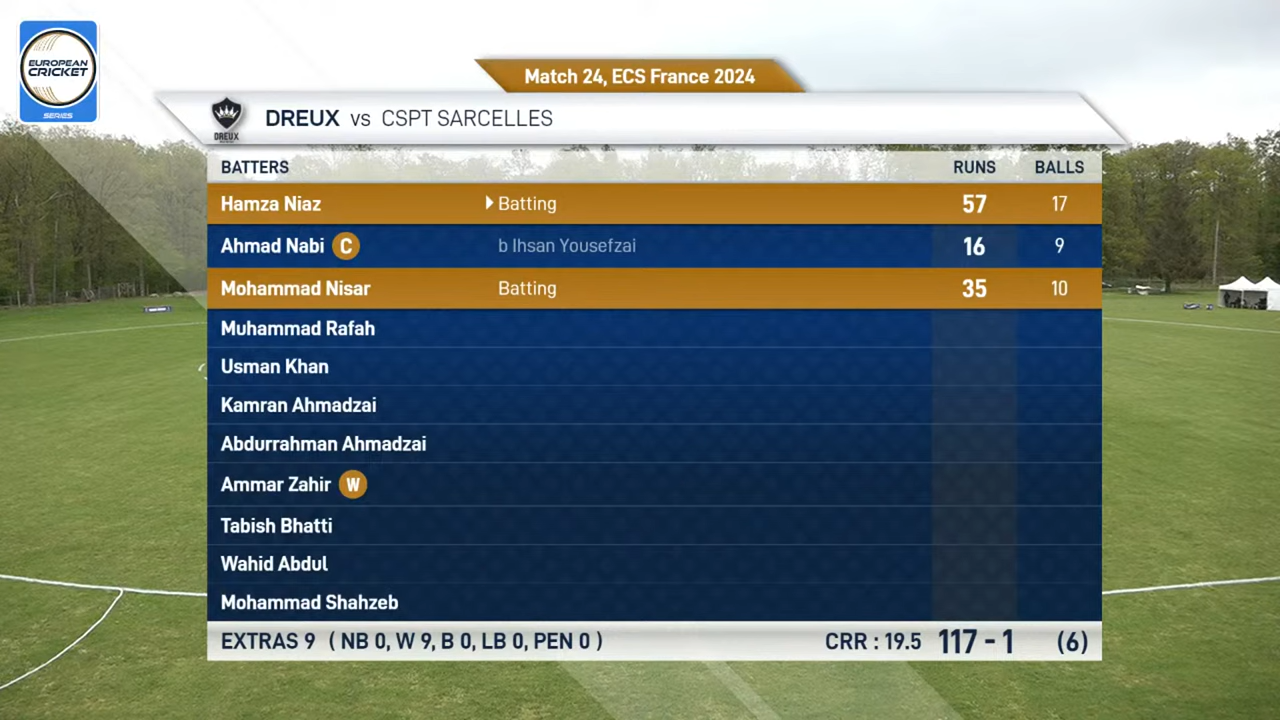 EUROPEAN
CRICKET
SERIES
Match 24, ECS France 2024
DREUX
DREUX vs CSPT SARCELLES
BATTERS RUNS BALLS
Hamza Niaz Batting 57 17
Ahmad Nabi C b Ihsan Yousefzai 16 9
Mohammad Nisar Batting 35 10
Muhammad Rafah
Usman Khan
Kamran Ahmadzai
Abdurrahman Ahmadzai
Ammar Zahir W
Tabish Bhatti
Wahid Abdul
Mohammad Shahzeb
EXTRAS 9 ( NB 0, W 9, B 0, LB 0, PEN 0 ) CRR : 19.5 117 - 1 (6)